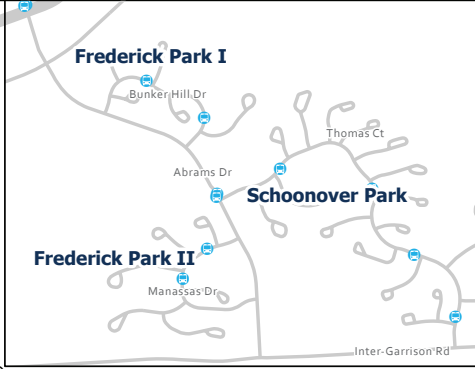 Frederick Park I
Bunker Hill Dr
Thomas Ct
Abrams Dr
Schoonover Park
Frederick Park II
Manassas Dr
Inter-Garrison Rd